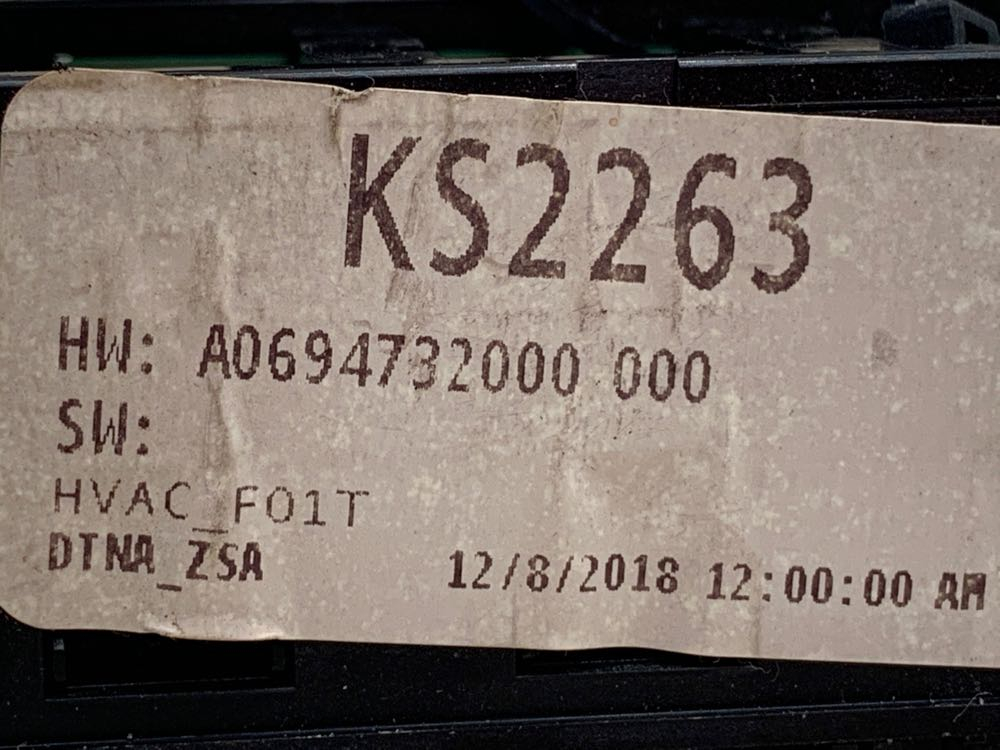 KS2263
HW: A0694732000 000
SW:
HVAC_F01T
DTNA_ZSA 12/8/2018 12:00:00 AM